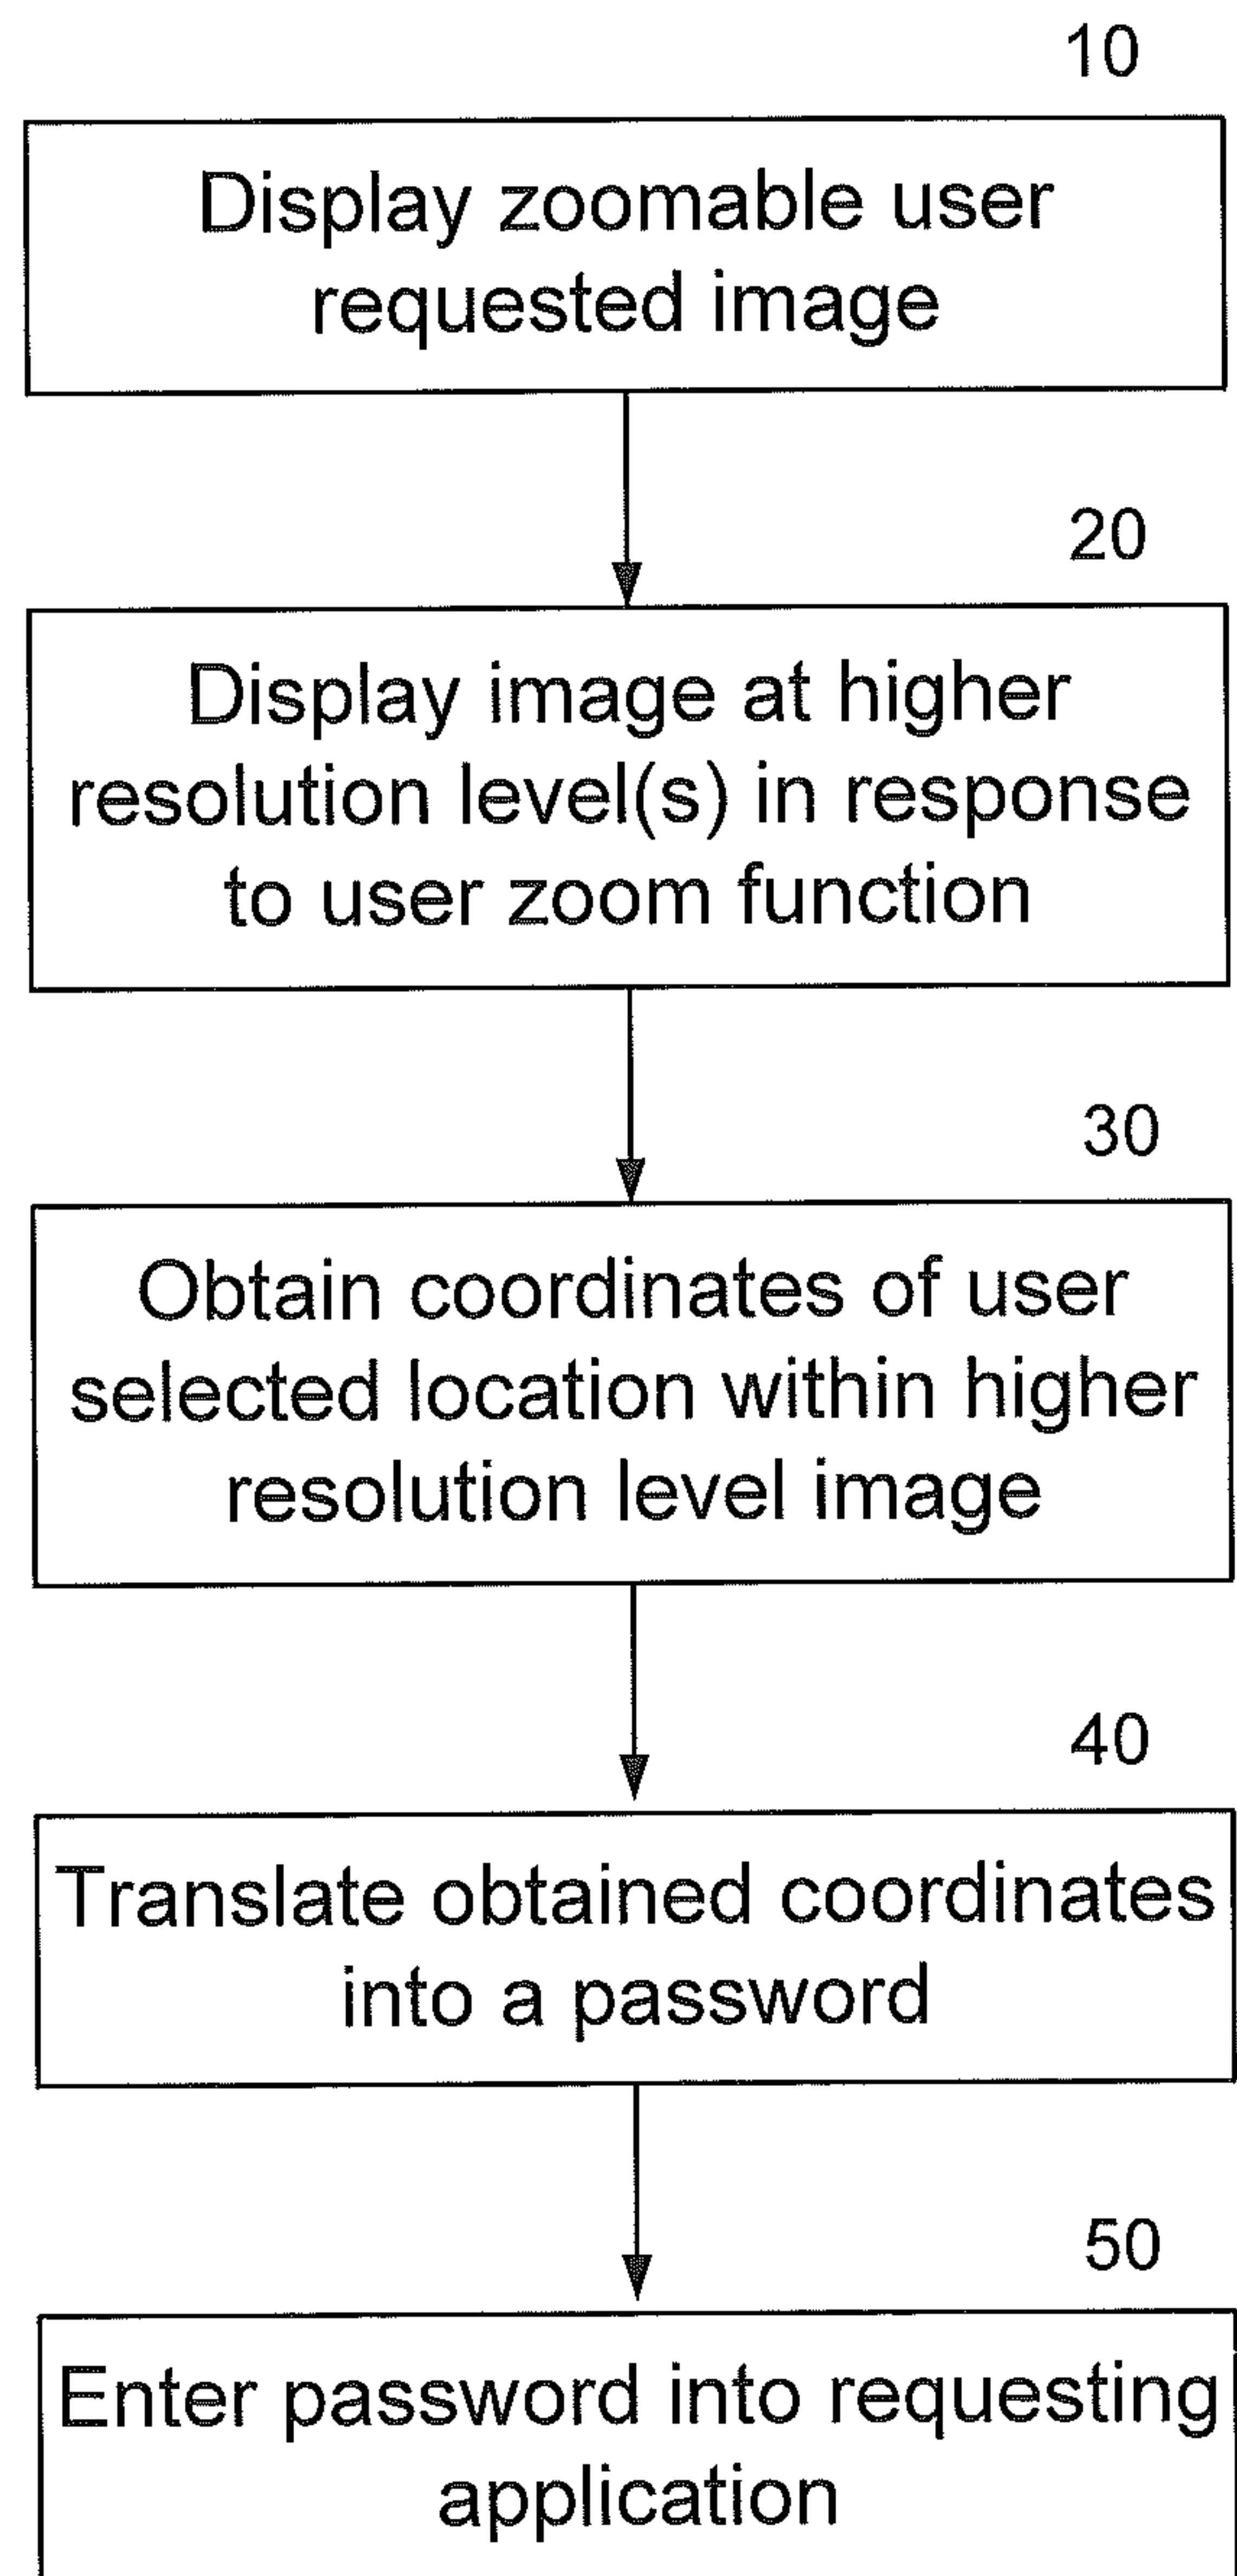 10
Display zoomable user
requested image
20
Display image at higher
resolution level(s) in response
to user zoom function
30
Obtain coordinates of user
selected location within higher
resolution level image
40
Translate obtained coordinates
into a password
50
Enter password into requesting
application